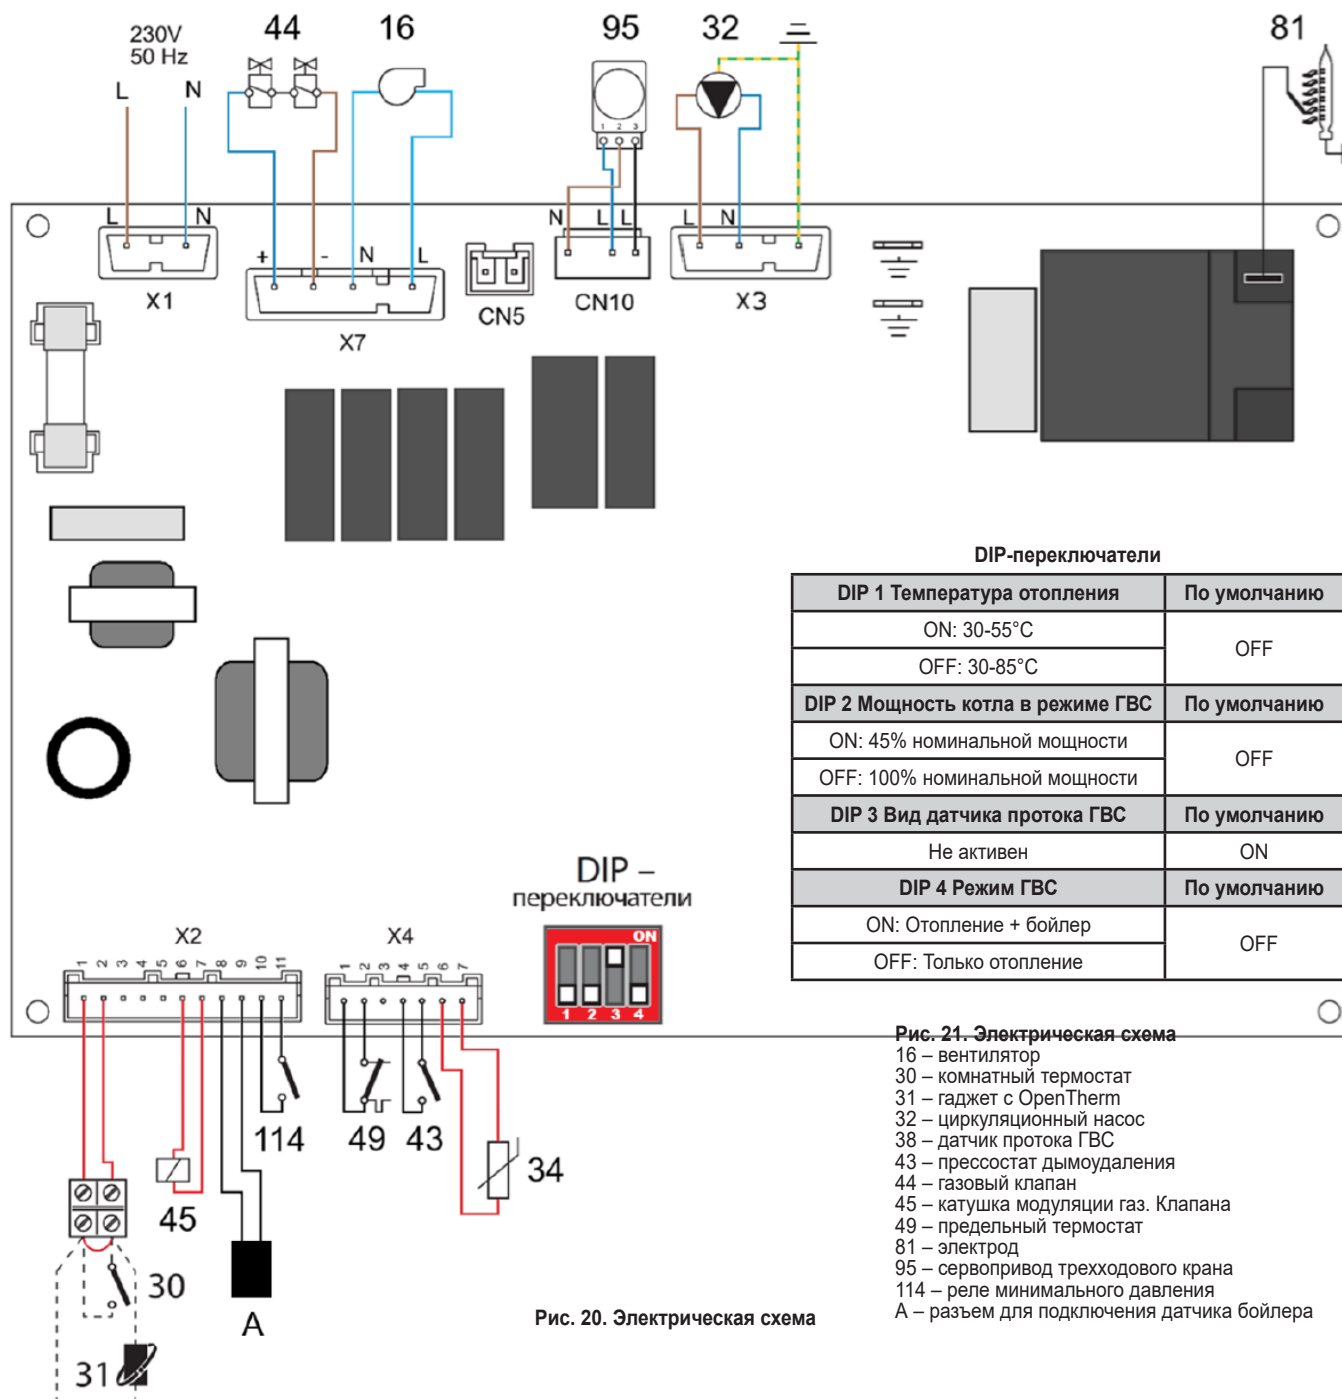 44 16 95 32 81
230V
50 Hz
L N
1 2 3
L N
+ - N L
N L L
L N
X1
X7
CN5
CN10
X3
DIP-переключатели
DIP 1 Температура отопления По умолчанию
ON: 30-55°C
OFF
OFF: 30-85°C
DIP 2 Мощность котла в режиме ГВС По умолчанию
ON: 45% номинальной мощности
OFF
OFF: 100% номинальной мощности
DIP 3 Вид датчика протока ГВС По умолчанию
Не активен ON
DIP 4 Режим ГВС По умолчанию
ON: Отопление + бойлер
OFF
OFF: Только отопление
DIP –
переключатели
ON
1 2 3 4
X2
1 2 3 4 5 6 7 8 9 10 11
X4
1 2 3 4 5 6 7
114 49 43
34
45
30
A
31
Рис. 20. Электрическая схема
Рис. 21. Электрическая схема
16 – вентилятор
30 – комнатный термостат
31 – гаджет с OpenTherm
32 – циркуляционный насос
38 – датчик протока ГВС
43 – прессостат дымоудаления
44 – газовый клапан
45 – катушка модуляции газ. Клапана
49 – предельный термостат
81 – электрод
95 – сервопривод трехходового крана
114 – реле минимального давления
А – разъем для подключения датчика бойлера